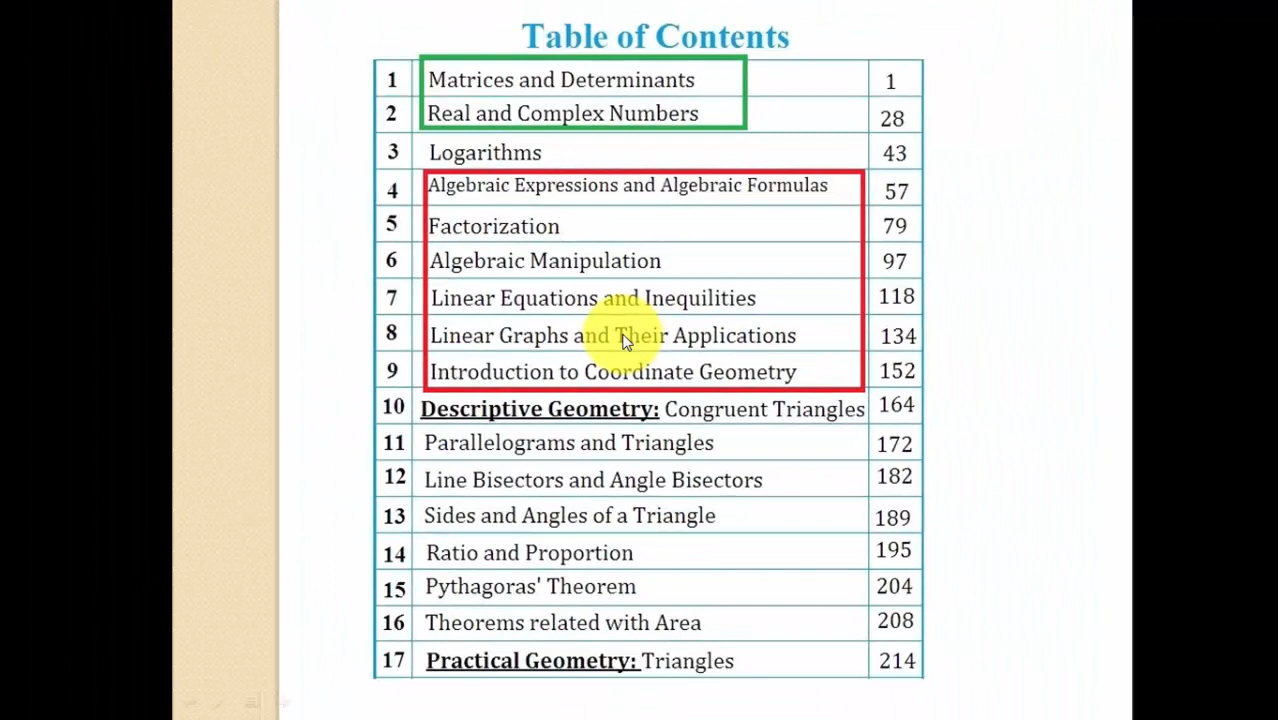 Table of Contents
1 Matrices and Determinants 1
2 Real and Complex Numbers 28
3 Logarithms 43
4 Algebraic Expressions and Algebraic Formulas 57
5 Factorization 79
6 Algebraic Manipulation 97
7 Linear Equations and Inequilities 118
8 Linear Graphs and Their Applications 134
9 Introduction to Coordinate Geometry 152
10 Descriptive Geometry: Congruent Triangles 164
11 Parallelograms and Triangles 172
12 Line Bisectors and Angle Bisectors 182
13 Sides and Angles of a Triangle 189
14 Ratio and Proportion 195
15 Pythagoras' Theorem 204
16 Theorems related with Area 208
17 Practical Geometry: Triangles 214